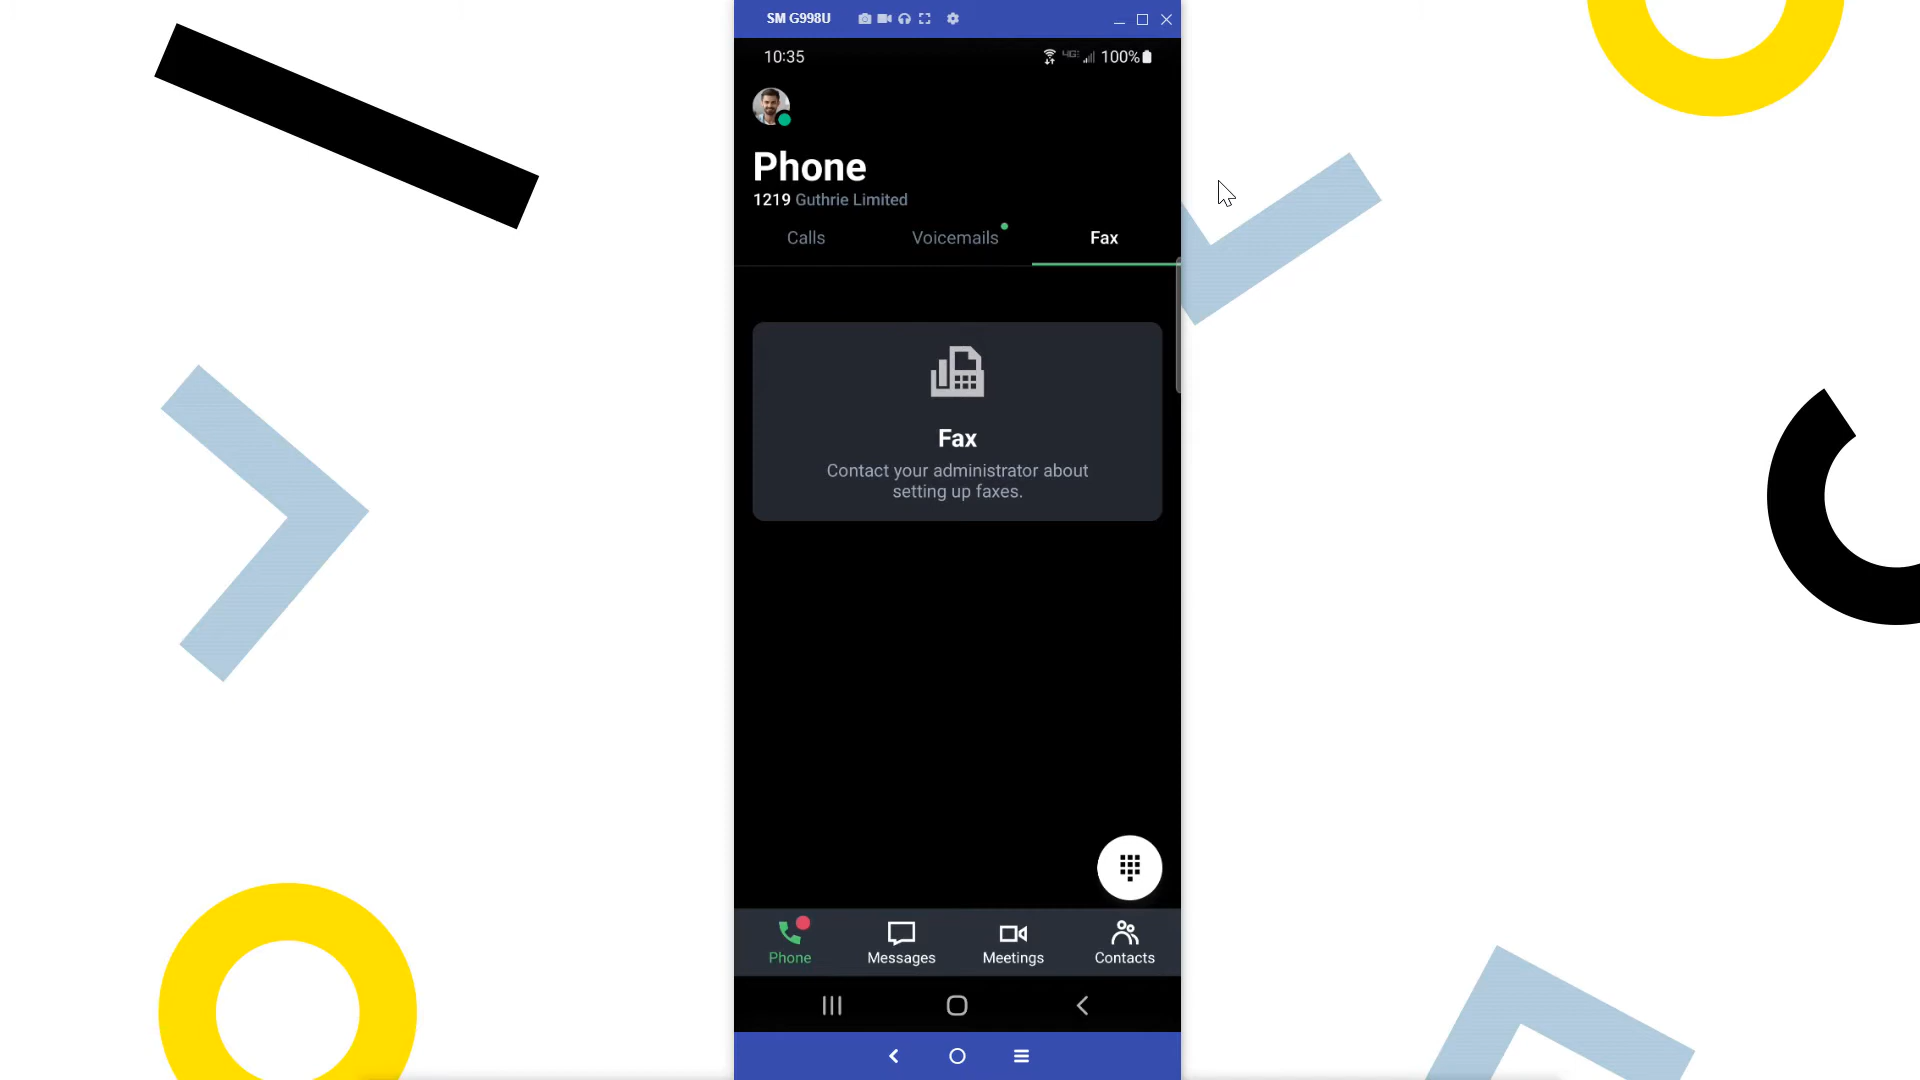 SM G998U
10:35
4GE 100%
Phone
1219 Guthrie Limited
Calls
Voicemails
Fax
Fax
Contact your administrator about
setting up faxes.
Phone
Messages
Meetings
Contacts